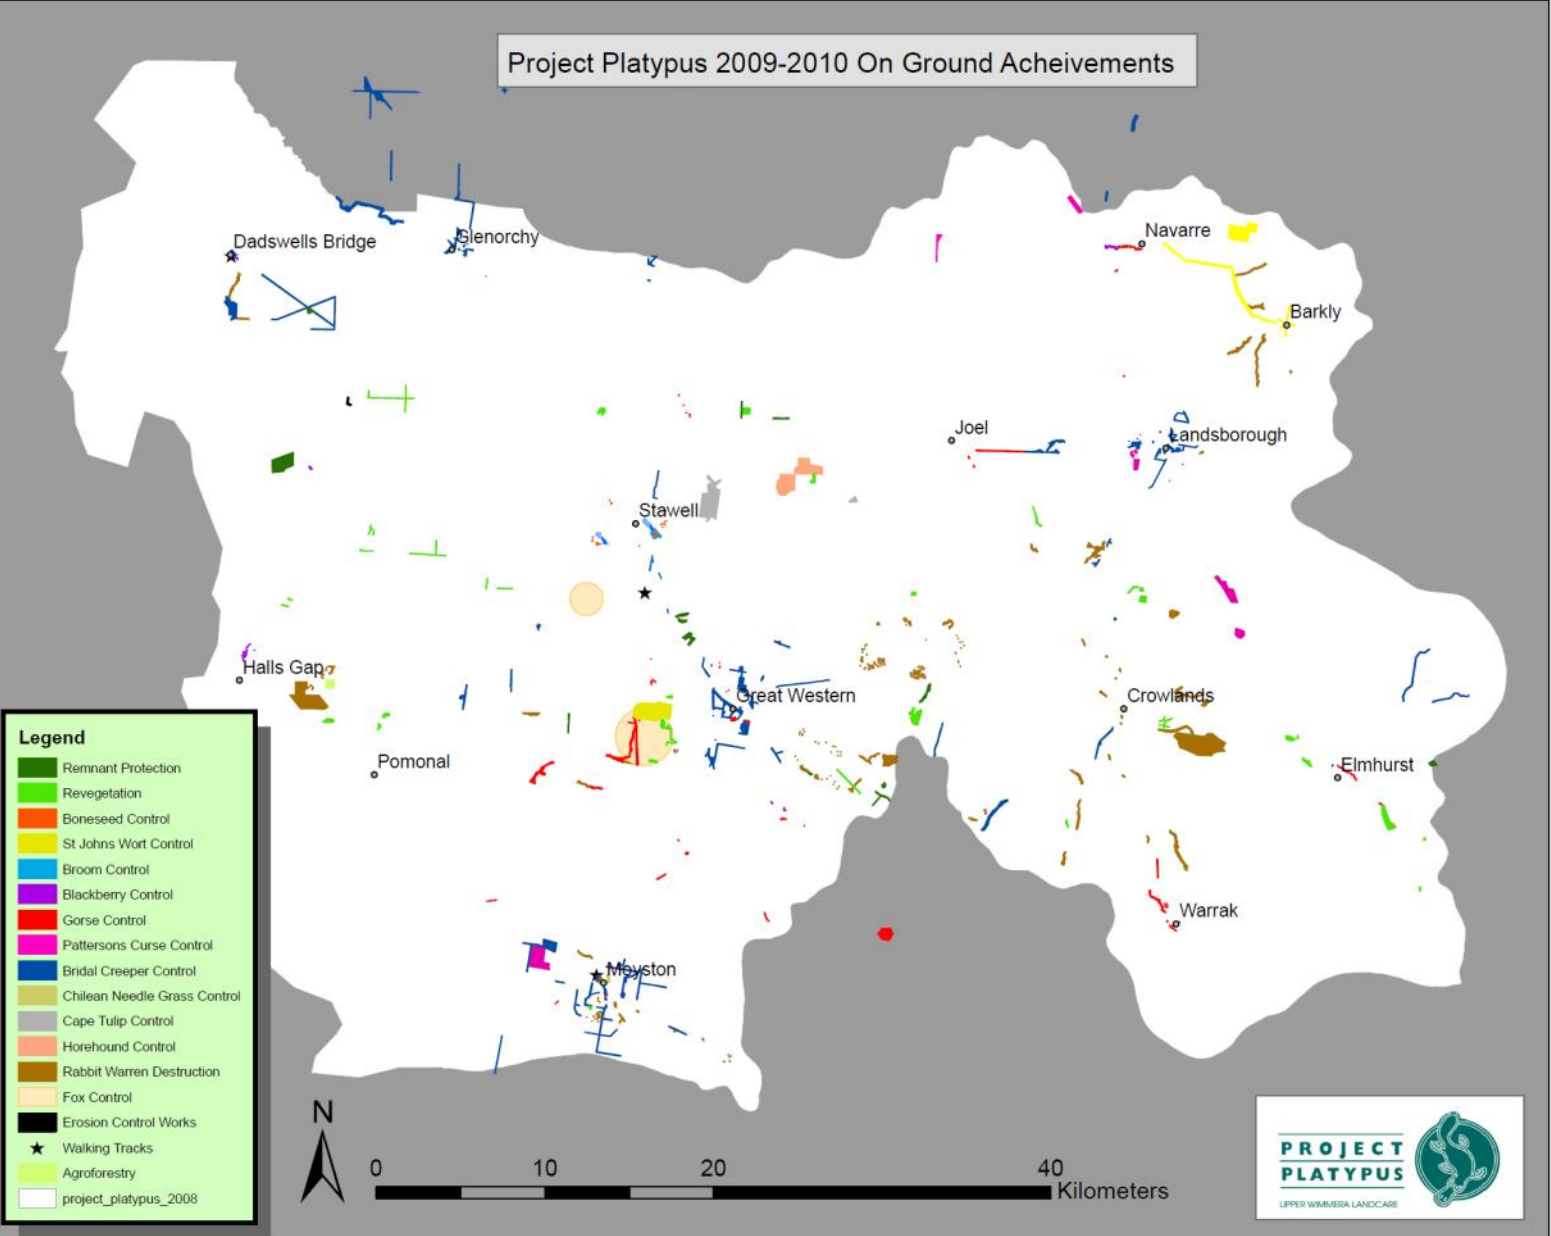 Project Platypus 2009-2010 On Ground Acheivements
Dadswells Bridge
Glenorchy
Navarre
Barkly
Joel
Landsborough
Stawell
Halls Gap
Great Western
Crowlands
Pomonal
Elmhurst
Warrak
Moyston
Legend
Remnant Protection
Revegetation
Boneseed Control
St Johns Wort Control
Broom Control
Blackberry Control
Gorse Control
Pattersons Curse Control
Bridal Creeper Control
Chilean Needle Grass Control
Cape Tulip Control
Horehound Control
Rabbit Warren Destruction
Fox Control
Erosion Control Works
Walking Tracks
Agroforestry
project_platypus_2008
N
0 10 20 40
Kilometers
PROJECT
PLATYPUS
UPPER WIMMERA LANDCARE